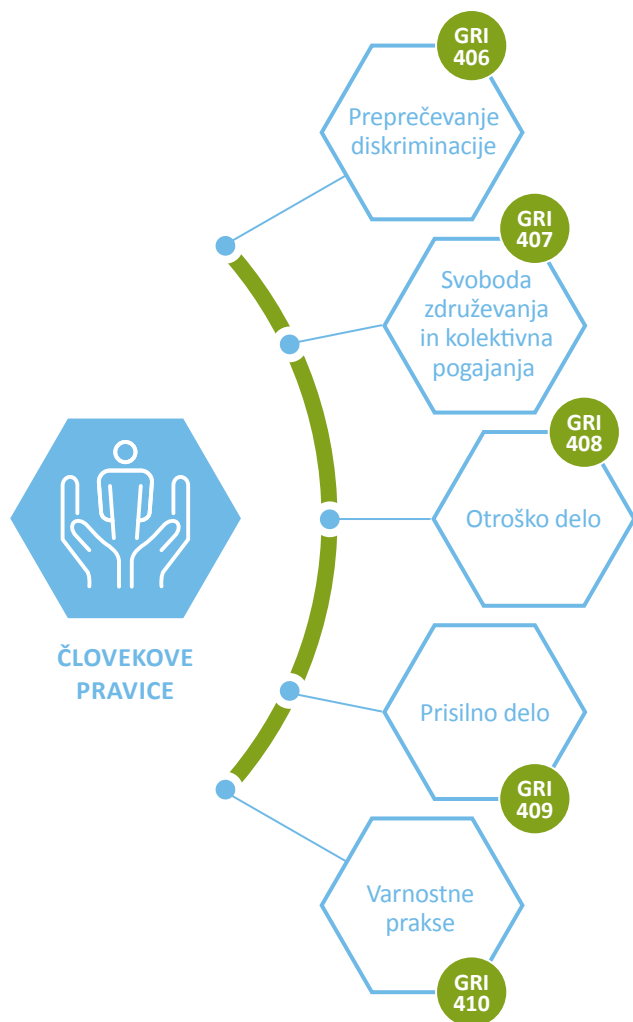 GRI
406
Preprečevanje
diskriminacije
GRI
407
Svoboda
združevanja
in kolektivna
pogajanja
GRI
408
Otroško delo
ČLOVEKOVE
PRAVICE
Prisilno delo
GRI
409
Varnostne
prakse
GRI
410